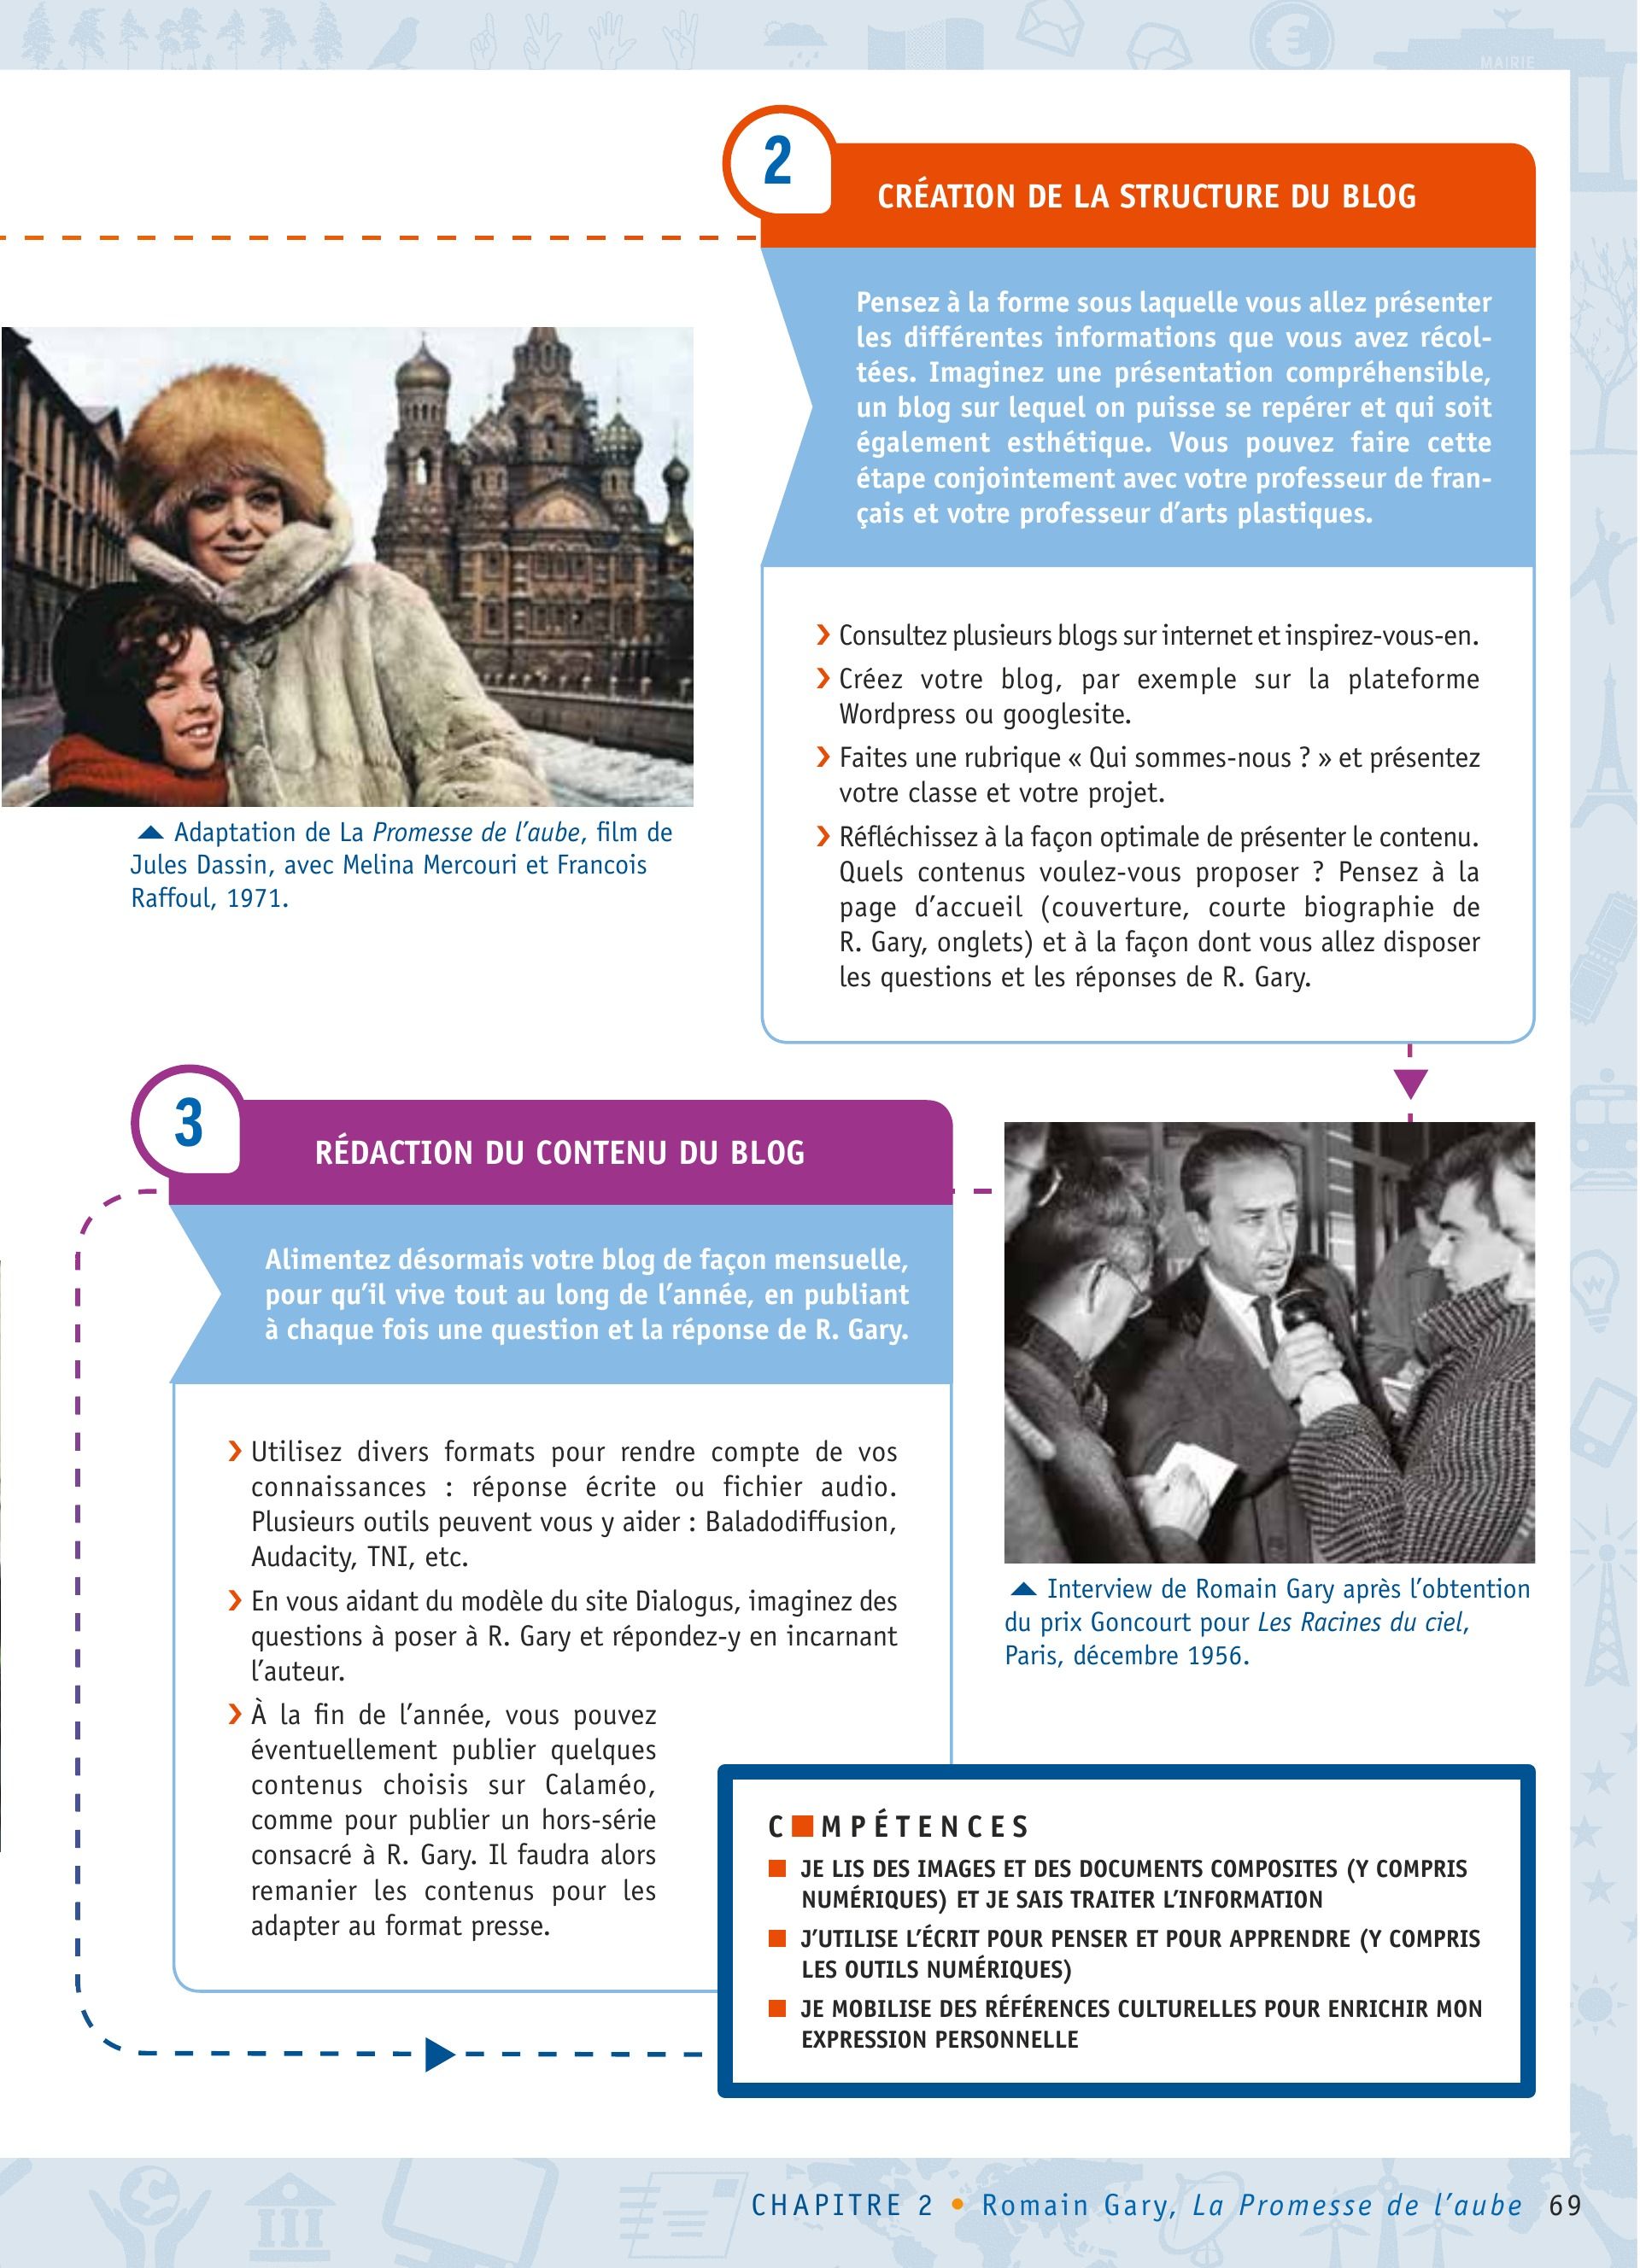 MAIRIE
2
CRÉATION DE LA STRUCTURE DU BLOG
Pensez à la forme sous laquelle vous allez présenter
les différentes informations que vous avez récol-
tées. Imaginez une présentation compréhensible,
un blog sur lequel on puisse se repérer et qui soit
également esthétique. Vous pouvez faire cette
étape conjointement avec votre professeur de fran-
çais et votre professeur d’arts plastiques.
› Consultez plusieurs blogs sur internet et inspirez-vous-en.
› Créez votre blog, par exemple sur la plateforme
Wordpress ou googlesite.
› Faites une rubrique « Qui sommes-nous ? » et présentez
votre classe et votre projet.
› Réfléchissez à la façon optimale de présenter le contenu.
Quels contenus voulez-vous proposer ? Pensez à la
page d’accueil (couverture, courte biographie de
R. Gary, onglets) et à la façon dont vous allez disposer
les questions et les réponses de R. Gary.
Adaptation de La Promesse de l’aube, film de
Jules Dassin, avec Melina Mercouri et Francois
Raffoul, 1971.
3
RÉDACTION DU CONTENU DU BLOG
Alimentez désormais votre blog de façon mensuelle,
pour qu’il vive tout au long de l’année, en publiant
à chaque fois une question et la réponse de R. Gary.
› Utilisez divers formats pour rendre compte de vos
connaissances : réponse écrite ou fichier audio.
Plusieurs outils peuvent vous y aider : Baladodiffusion,
Audacity, TNI, etc.
› En vous aidant du modèle du site Dialogus, imaginez des
questions à poser à R. Gary et répondez-y en incarnant
l’auteur.
› À la fin de l’année, vous pouvez
éventuellement publier quelques
contenus choisis sur Calaméo,
comme pour publier un hors-série
consacré à R. Gary. Il faudra alors
remanier les contenus pour les
adapter au format presse.
Interview de Romain Gary après l’obtention
du prix Goncourt pour Les Racines du ciel,
Paris, décembre 1956.
C■MPÉTENCES
■ JE LIS DES IMAGES ET DES DOCUMENTS COMPOSITES (Y COMPRIS
NUMÉRIQUES) ET JE SAIS TRAITER L’INFORMATION
■ J’UTILISE L’ÉCRIT POUR PENSER ET POUR APPRENDRE (Y COMPRIS
LES OUTILS NUMÉRIQUES)
■ JE MOBILISE DES RÉFÉRENCES CULTURELLES POUR ENRICHIR MON
EXPRESSION PERSONNELLE
CHAPITRE 2 • Romain Gary, La Promesse de l’aube 69